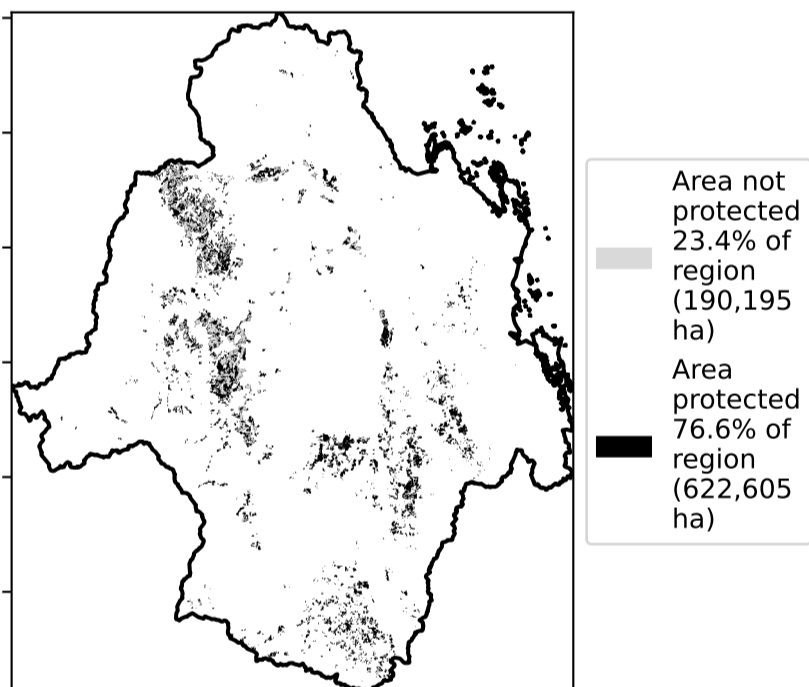 Area not
protected
23.4% of
region
(190,195
ha)
Area
protected
76.6% of
region
(622,605
ha)